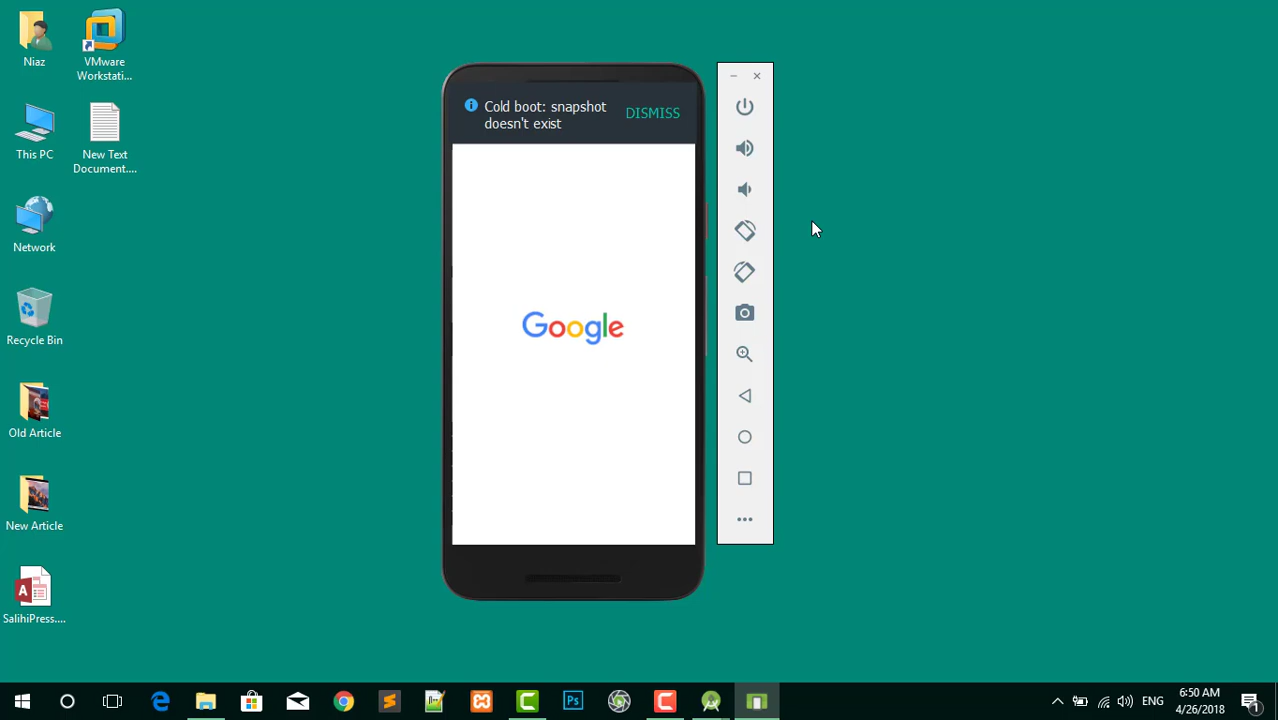 Niaz
VMware
Workstati...
This PC
New Text
Document....
Network
Recycle Bin
Old Article
New Article
SalihiPress....
Cold boot: snapshot
doesn't exist
DISMISS
Google
ENG
6:50 AM
4/26/2018
1